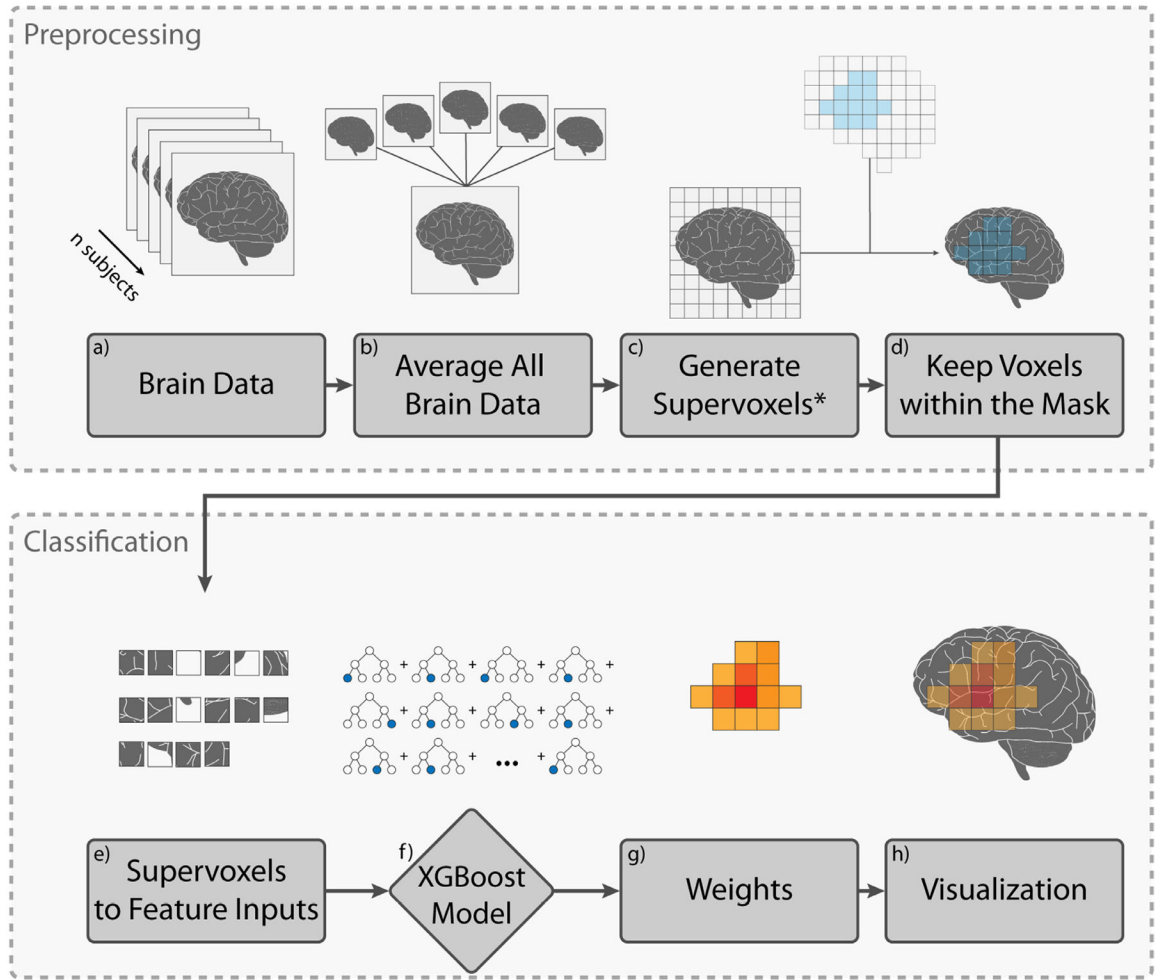 Preprocessing
n subjects
a)
Brain Data
b)
Average All
Brain Data
c)
Generate
Supervoxels*
d)
Keep Voxels
within the Mask
Classification
+ + + +
+ + + +
+ + ... +
e)
Supervoxels
to Feature Inputs
f)
XGBoost
Model
g)
Weights
h)
Visualization